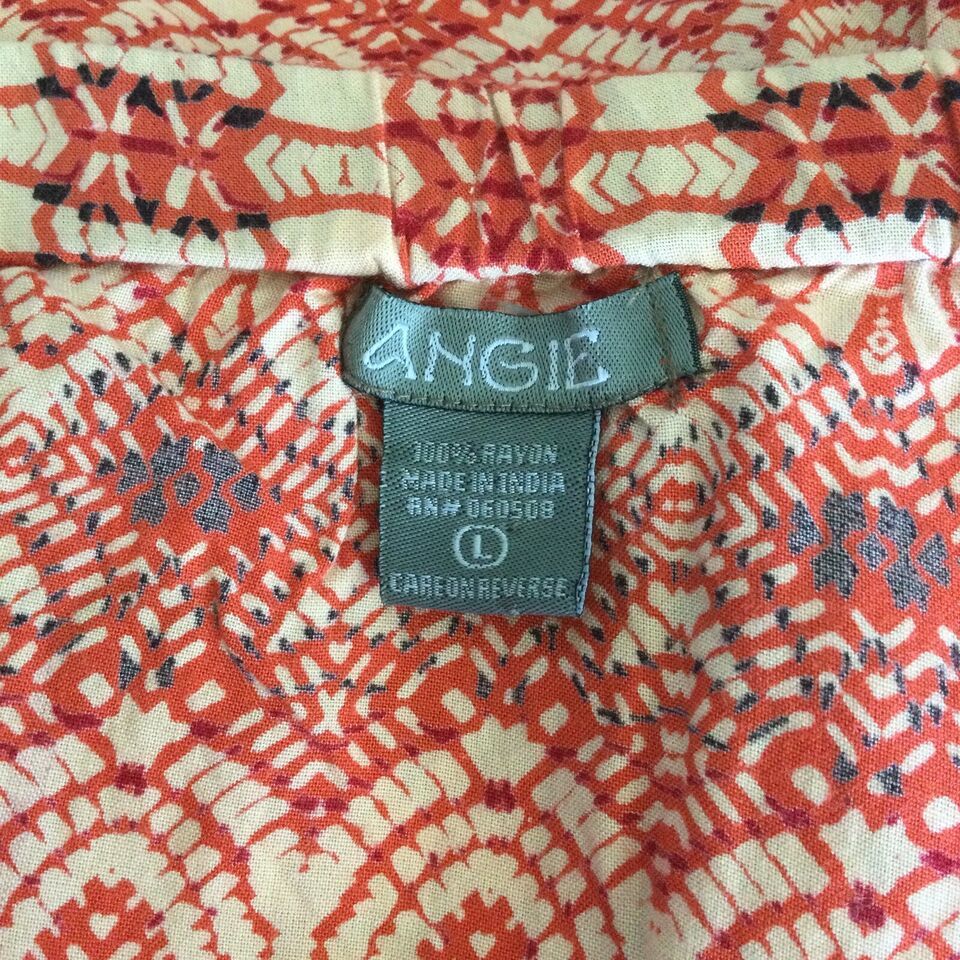 ANGIE
100% RAYON
MADE IN INDIA
RN# 060508
L
CARE ON REVERSE